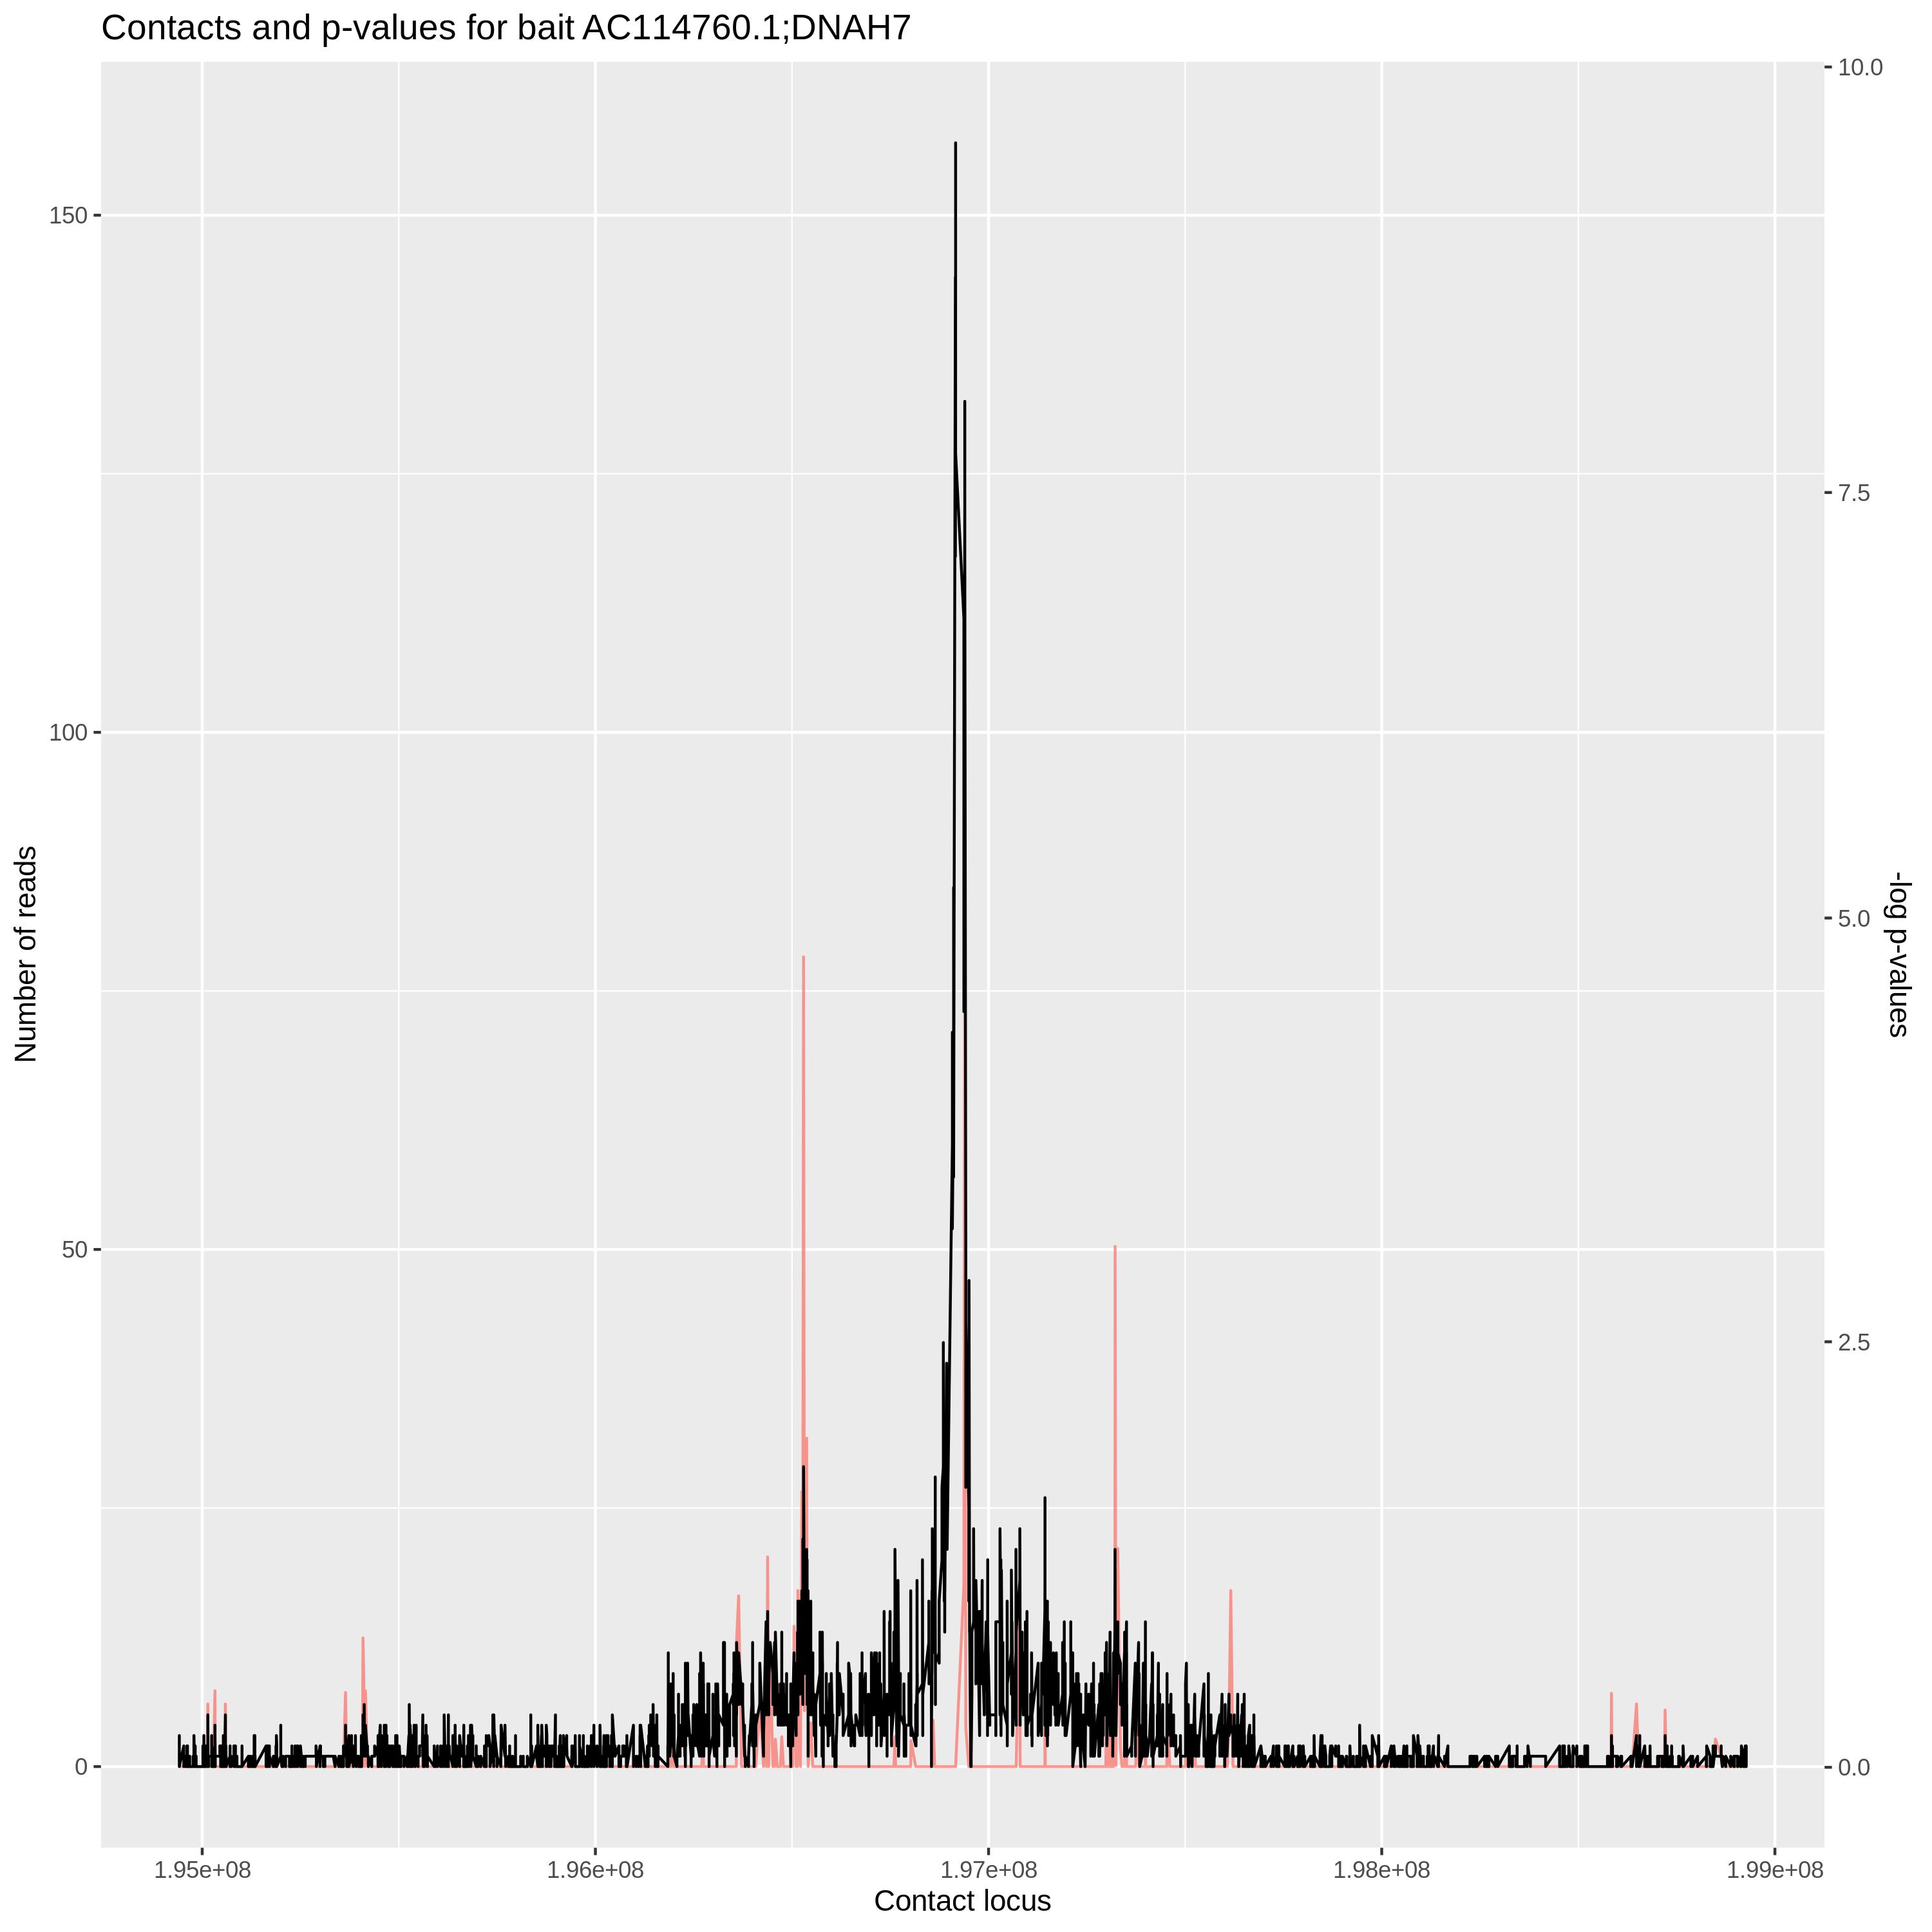 Contacts and p-values for bait AC114760.1;DNAH7
10.0
150
7.5
100
5.0
Number of reads
-log p-values
2.5
50
0
0.0
1.95e+08 1.96e+08 1.97e+08 1.98e+08 1.99e+08
Contact locus